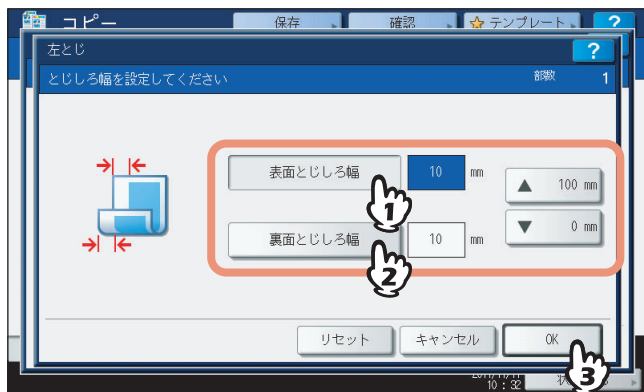 コピー
保存
確認
テンプレート
?
左とじ
?
とじしろ幅を設定してください
部数 1
表面とじしろ幅 10 mm
▲ 100 mm
1
裏面とじしろ幅 10 mm
▼ 0 mm
2
リセット
キャンセル
OK
3
10:32